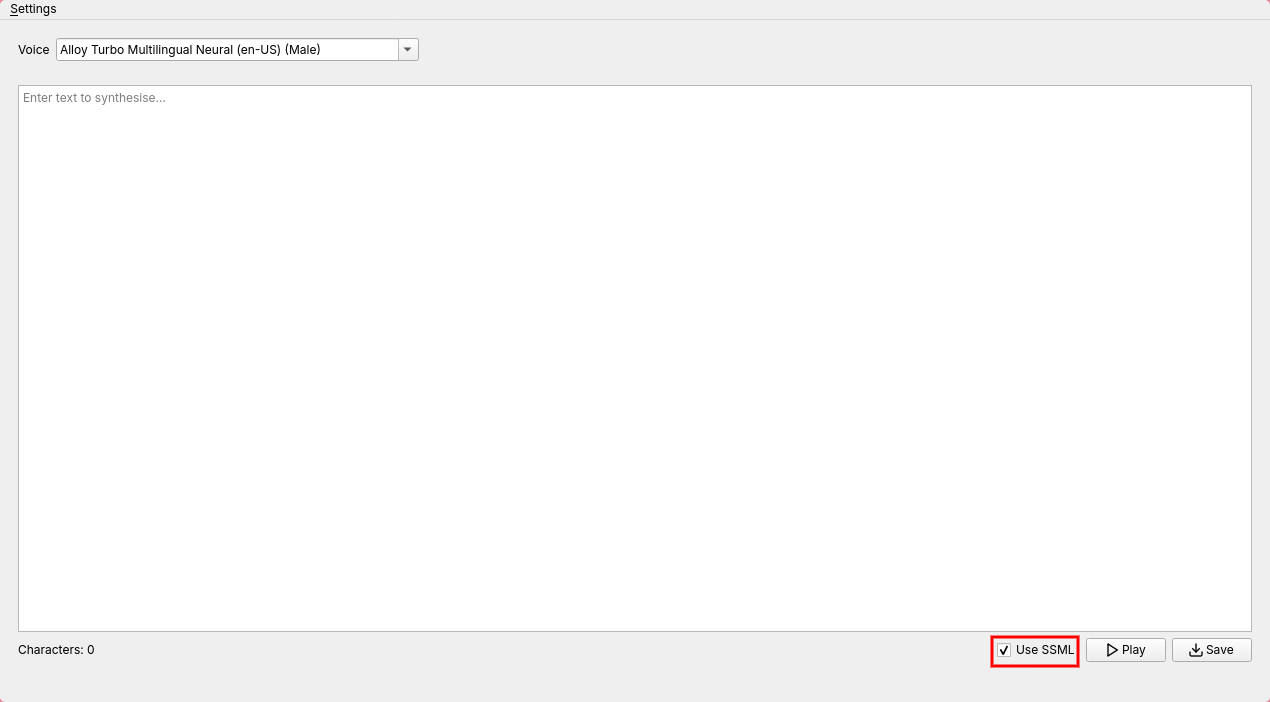 Settings
Voice Alloy Turbo Multilingual Neural (en-US) (Male)
Enter text to synthesise...
Characters: 0 Use SSML Play Save